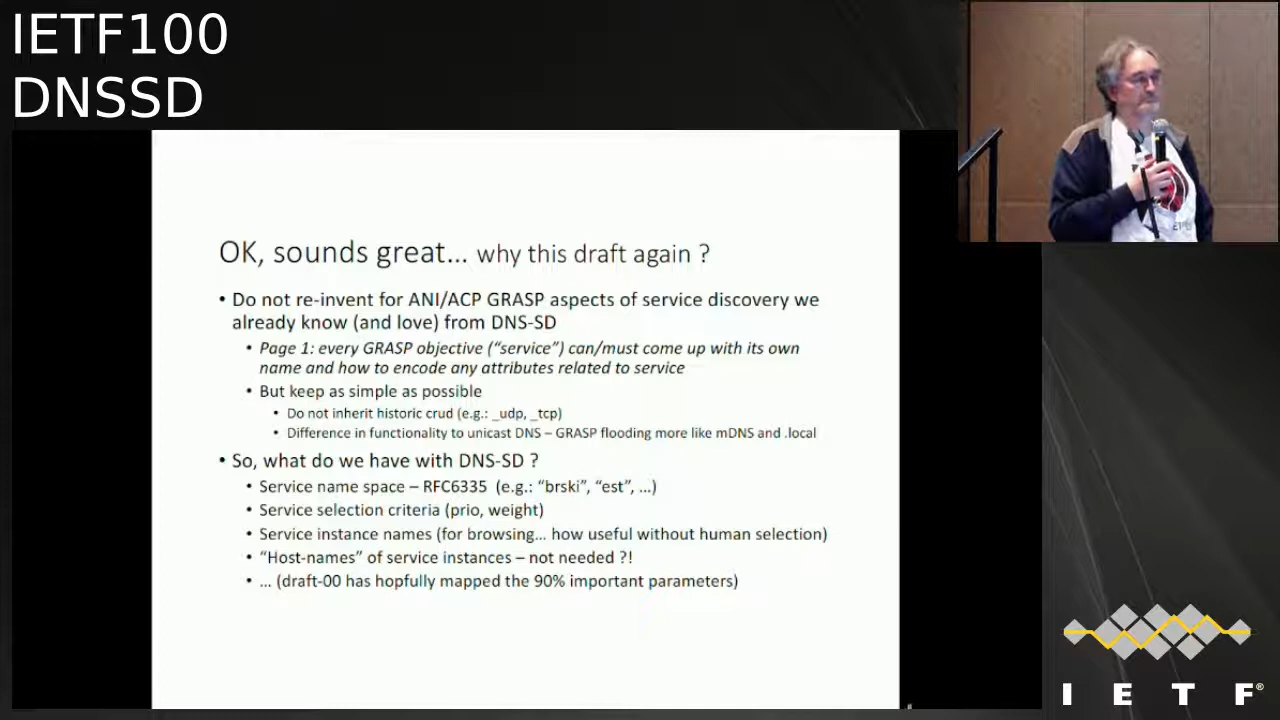 IETF100
DNSSD
OK, sounds great... why this draft again ?
• Do not re-invent for ANI/ACP GRASP aspects of service discovery we
already know (and love) from DNS-SD
• Page 1: every GRASP objective (“service”) can/must come up with its own
name and how to encode any attributes related to service
• But keep as simple as possible
• Do not inherit historic crud (e.g.: _udp, _tcp)
• Difference in functionality to unicast DNS – GRASP flooding more like mDNS and .local
• So, what do we have with DNS-SD ?
• Service name space – RFC6335 (e.g.: “brski”, “est”, ...)
• Service selection criteria (prio, weight)
• Service instance names (for browsing... how useful without human selection)
• “Host-names” of service instances – not needed ?!
• ... (draft-00 has hopefully mapped the 90% important parameters)
I E T F®